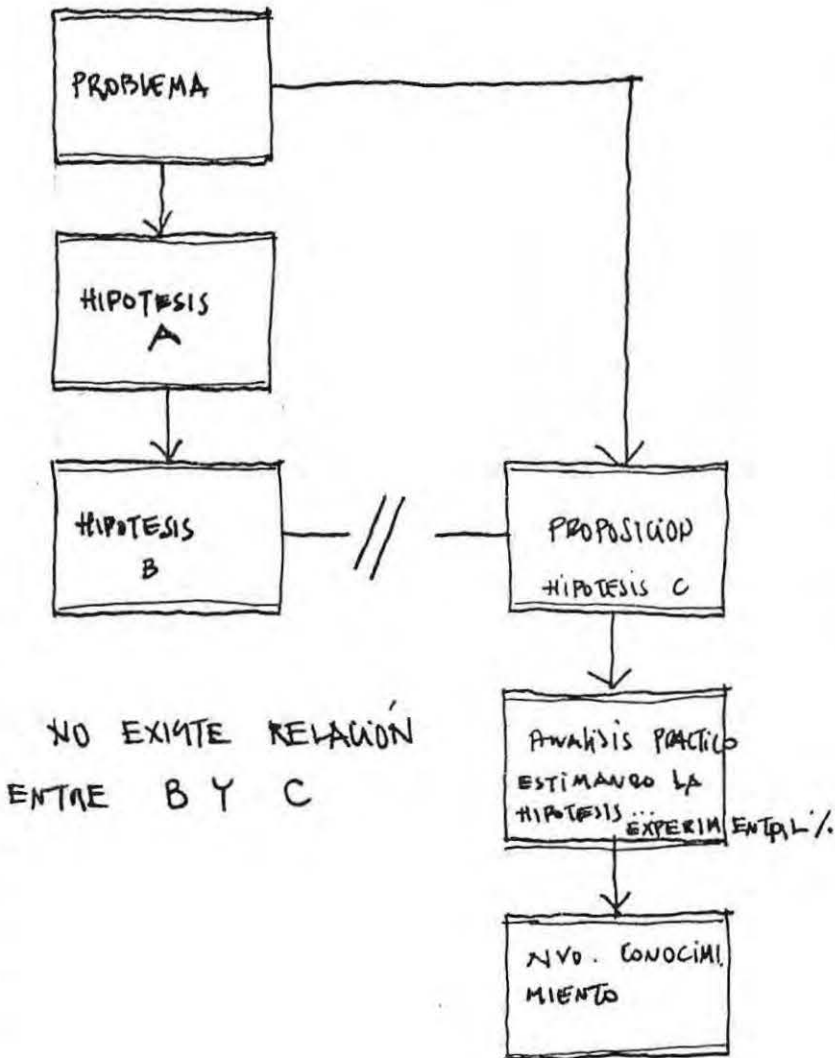 PROBLEMA
HIPOTESIS
A
HIPOTESIS
B
PROPOSICION
HIPOTESIS C
NO EXISTE RELACIÓN
ENTRE B Y C
ANALISIS PRACTICO
ESTIMANDO LA
HIPOTESIS...
EXPERIMENTAL %
NVO. CONOCIMI
MIENTO